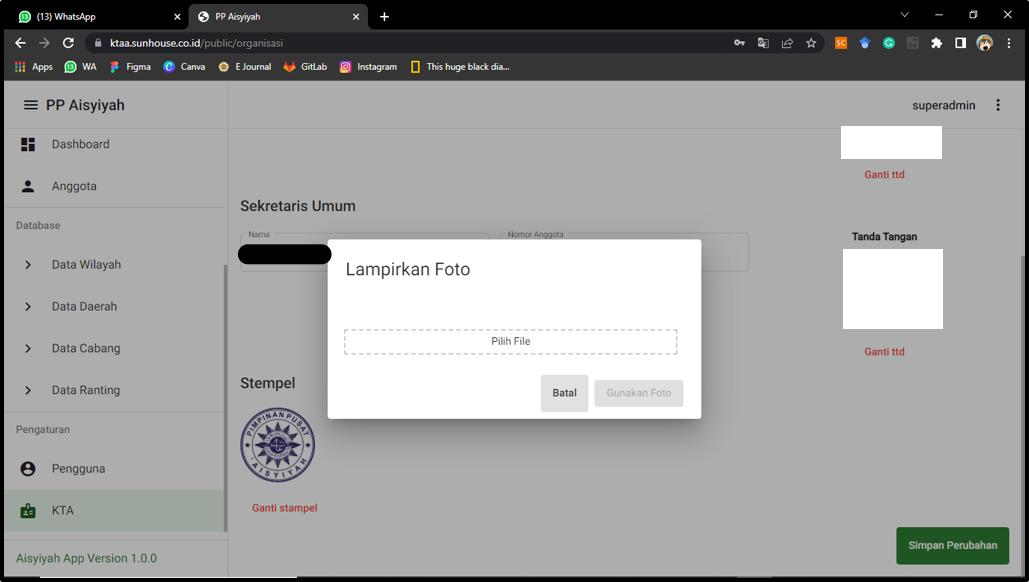 (13) WhatsApp
PP Aisyiyah
ktaa.sunhouse.co.id/public/organisasi
Apps
WA
Figma
Canva
E Journal
GitLab
Instagram
This huge black dia...
PP Aisyiyah
superadmin
Dashboard
Anggota
Database
Data Wilayah
Data Daerah
Data Cabang
Data Ranting
Pengaturan
Pengguna
KTA
Aisyiyah App Version 1.0.0
Ganti ttd
Sekretaris Umum
Nama
Nomor Anggota
Tanda Tangan
Ganti ttd
Lampirkan Foto
Pilih File
Batal
Gunakan Foto
Stempel
PIMPINAN PUSAT
AISYIYAH
Ganti stampel
Simpan Perubahan